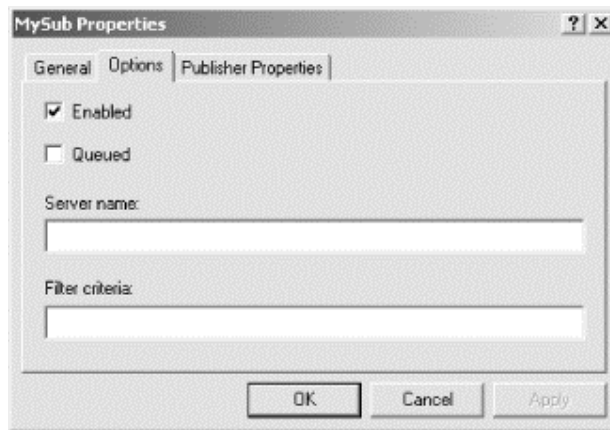 MySub Properties
General Options Publisher Properties
Enabled
Queued
Server name:
Filter criteria:
OK Cancel Apply